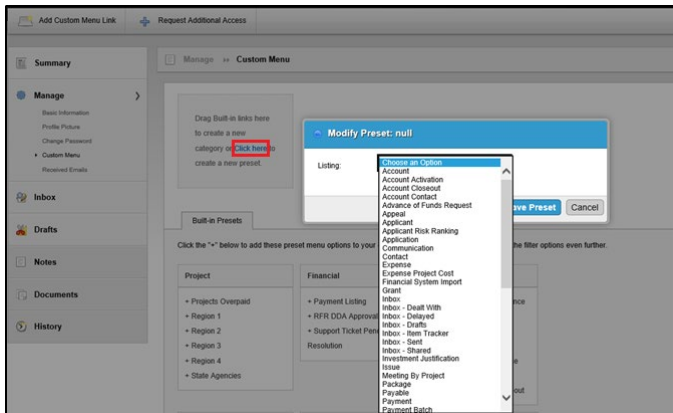 Add Custom Menu Link
Request Additional Access
Summary
Manage
Basic Information
Profile Picture
Change Password
Custom Menu
Received Emails
Inbox
Drafts
Notes
Documents
History
Manage Custom Menu
Drag Built-in links here
to create a new
category or Click here to
create a new preset.
Modify Preset: null
Listing:
Choose an Option
Account
Account Activation
Account Closeout
Account Contact
Advance of Funds Request
Appeal
Applicant
Applicant Risk Ranking
Application
Communication
Contact
Expense
Expense Project Cost
Financial System Import
Grant
Inbox
Inbox - Dealt With
Inbox - Delayed
Inbox - Drafts
Inbox - Item Tracker
Inbox - Sent
Inbox - Shared
Investment Justification
Issue
Meeting By Project
Package
Payable
Payment
Payment Batch
Preset
Cancel
Built-in Presets
Click the "+" below to add these preset menu options to your
the filter options even further.
Project
+ Projects Overpaid
+ Region 1
+ Region 2
+ Region 3
+ Region 4
+ State Agencies
Financial
+ Payment Listing
+ RFR DDA Approval
+ Support Ticket
Resolution